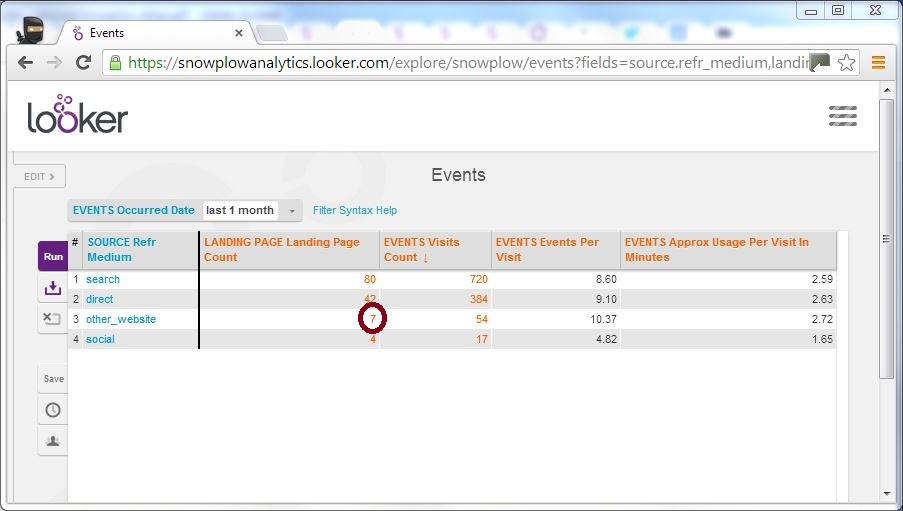 Events
https://snowplowanalytics.looker.com/explore/snowplow/events?fields=source.refr_medium,landin
looker
EDIT >
Events
EVENTS Occurred Date last 1 month Filter Syntax Help
Run
Save
# SOURCE Refr Medium LANDING PAGE Landing Page Count EVENTS Visits Count ↓ EVENTS Events Per Visit EVENTS Approx Usage Per Visit In Minutes
1 search 80 720 8.60 2.59
2 direct 42 384 9.10 2.63
3 other_website 7 54 10.37 2.72
4 social 4 17 4.82 1.65